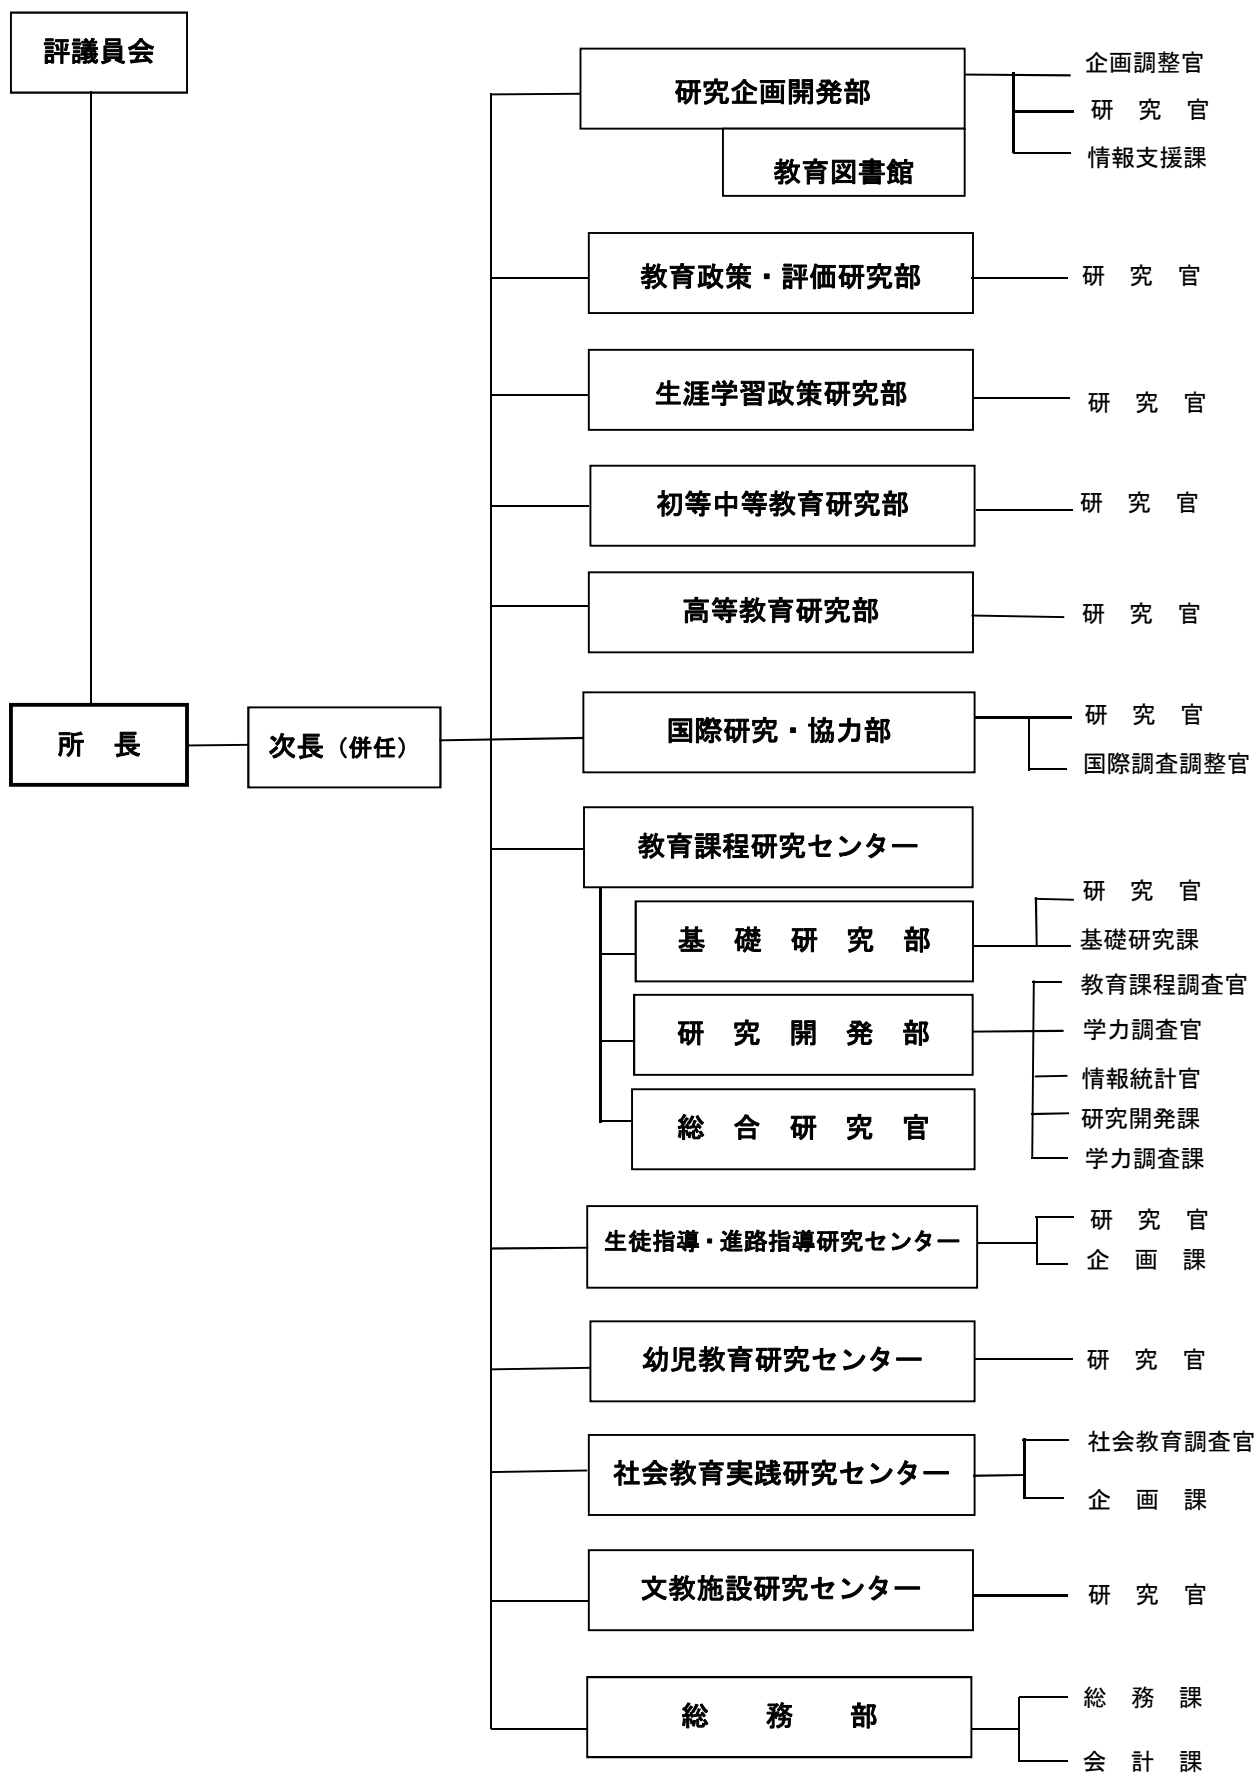 評議員会
所　長
次長（併任）
研究企画開発部
企画調整官
研　究　官
情報支援課
教育図書館
教育政策・評価研究部
研　究　官
生涯学習政策研究部
研　究　官
初等中等教育研究部
研　究　官
高等教育研究部
研　究　官
国際研究・協力部
研　究　官
国際調査調整官
教育課程研究センター
基　礎　研　究　部
研　究　官
基礎研究課
研　究　開　発　部
教育課程調査官
学力調査官
情報統計官
研究開発課
学力調査課
総　合　研　究　官
生徒指導・進路指導研究センター
研　究　官
企　画　課
幼児教育研究センター
研　究　官
社会教育実践研究センター
社会教育調査官
企　画　課
文教施設研究センター
研　究　官
総　務　部
総　務　課
会　計　課